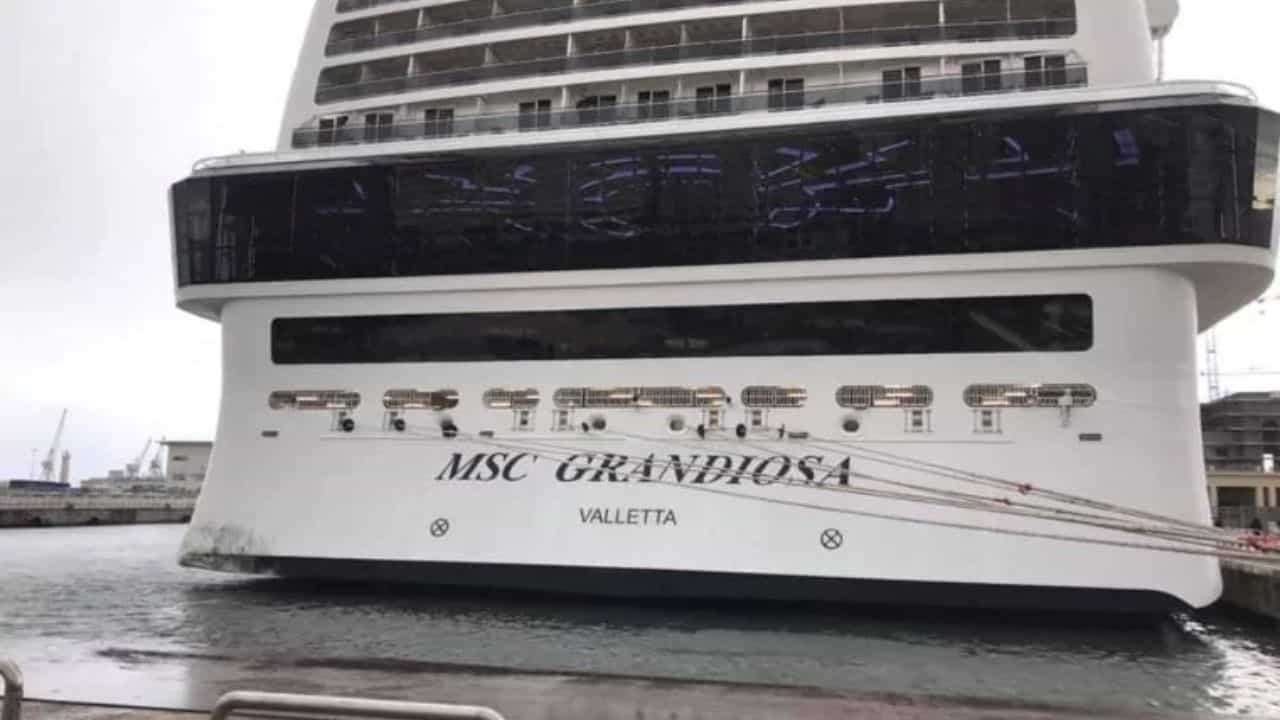 MSC GRANDIOSA
VALLETTA